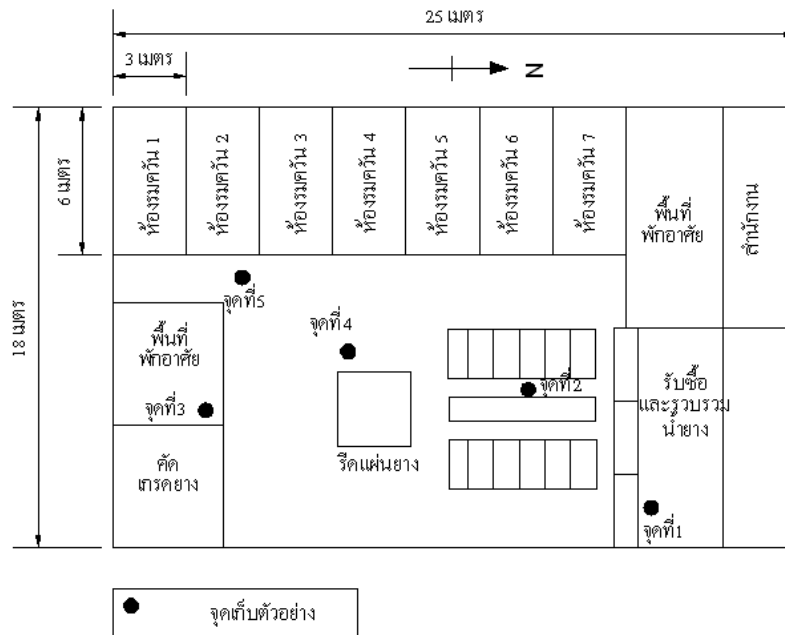 25 เมตร
3 เมตร
N
6 เมตร
18 เมตร
ห้องรมควัน 1
ห้องรมควัน 2
ห้องรมควัน 3
ห้องรมควัน 4
ห้องรมควัน 5
ห้องรมควัน 6
ห้องรมควัน 7
พื้นที่
พักอาศัย
สำนักงาน
จุดที่5
จุดที่4
พื้นที่
พักอาศัย
จุดที่3
จุดที่2
รับซื้อ
และรวบรวม
น้ำยาง
คัด
เกรดยาง
รีดแผ่นยาง
จุดที่1
จุดเก็บตัวอย่าง